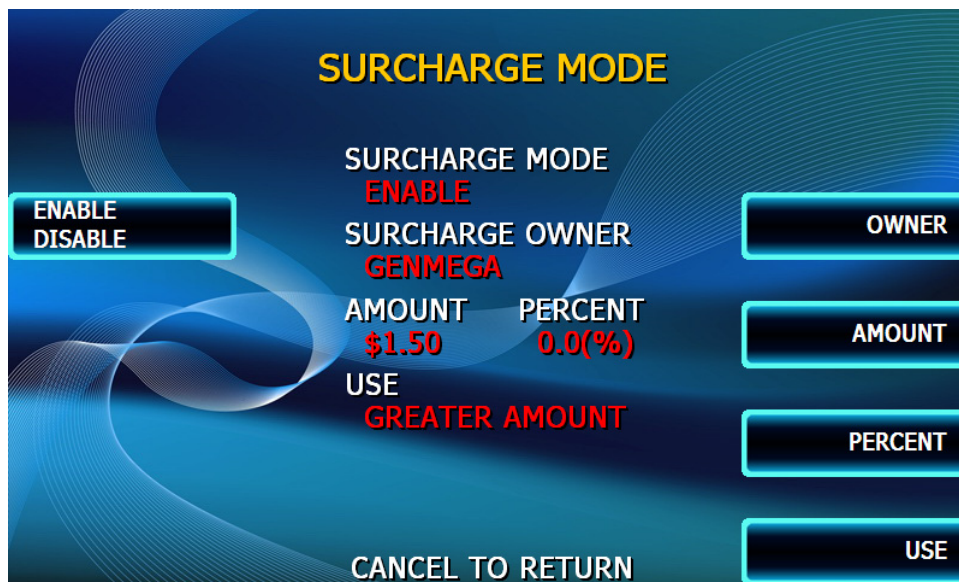 SURCHARGE MODE
SURCHARGE MODE
ENABLE
ENABLE
DISABLE
SURCHARGE OWNER
GENMEGA
OWNER
AMOUNT PERCENT
$1.50 0.0(%)
AMOUNT
USE
GREATER AMOUNT
PERCENT
USE
CANCEL TO RETURN